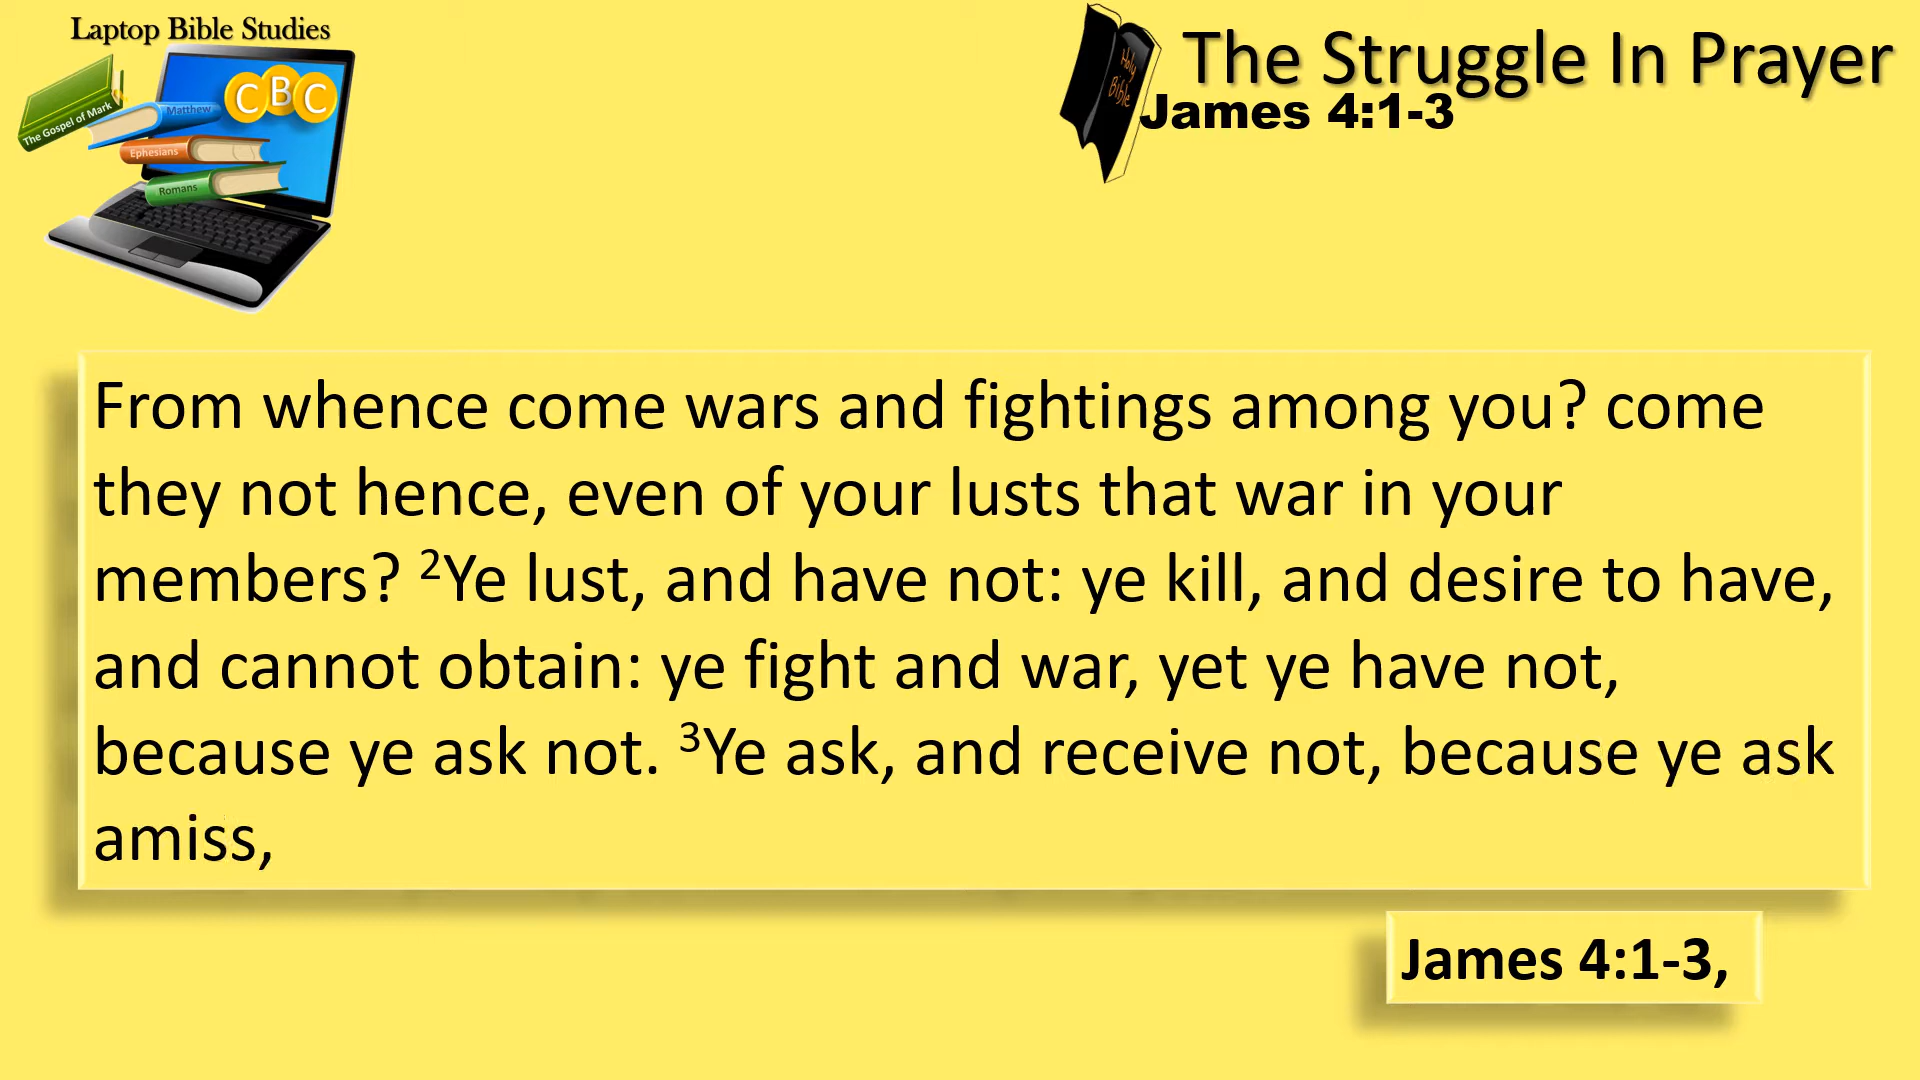 Laptop Bible Studies
CBC
The Gospel of Mark
Matthew
Ephesians
Romans
Holy
Bible
The Struggle In Prayer
James 4:1-3
From whence come wars and fightings among you? come
they not hence, even of your lusts that war in your
members? ²Ye lust, and have not: ye kill, and desire to have,
and cannot obtain: ye fight and war, yet ye have not,
because ye ask not. ³Ye ask, and receive not, because ye ask
amiss,
James 4:1-3,